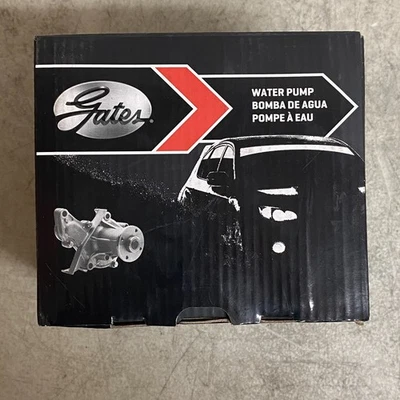 Gates
WATER PUMP
BOMBA DE AGUA
POMPE À EAU